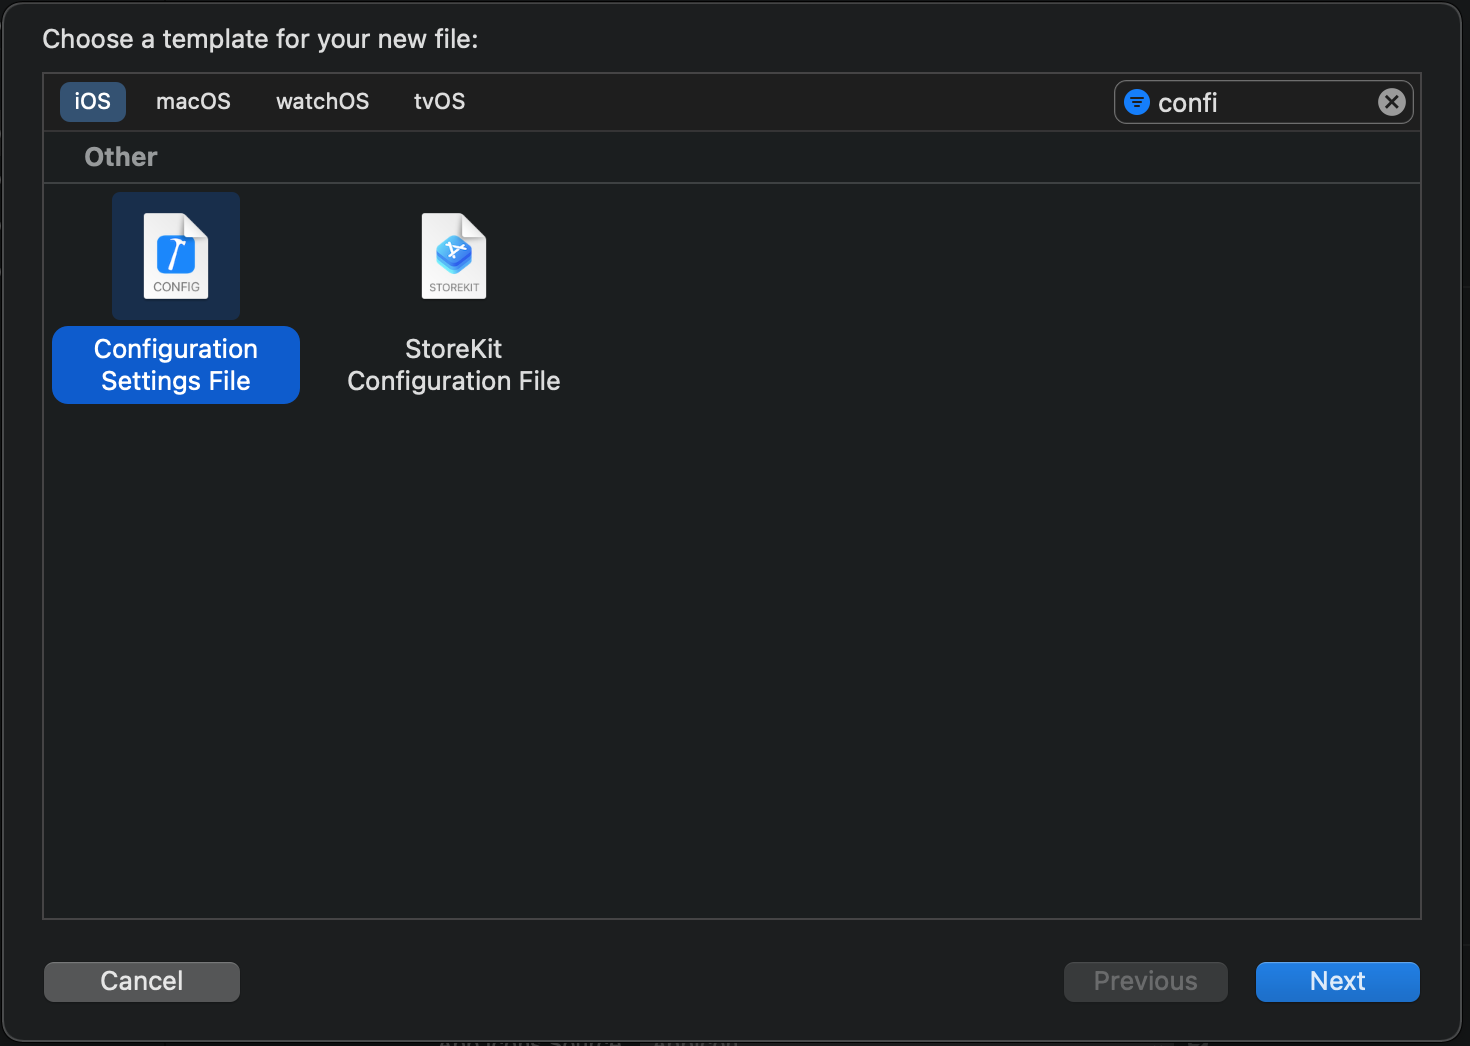 Choose a template for your new file:
iOS macOS watchOS tvOS confi
Other
CONFIG
STOREKIT
Configuration
Settings File
StoreKit
Configuration File
Cancel Previous Next